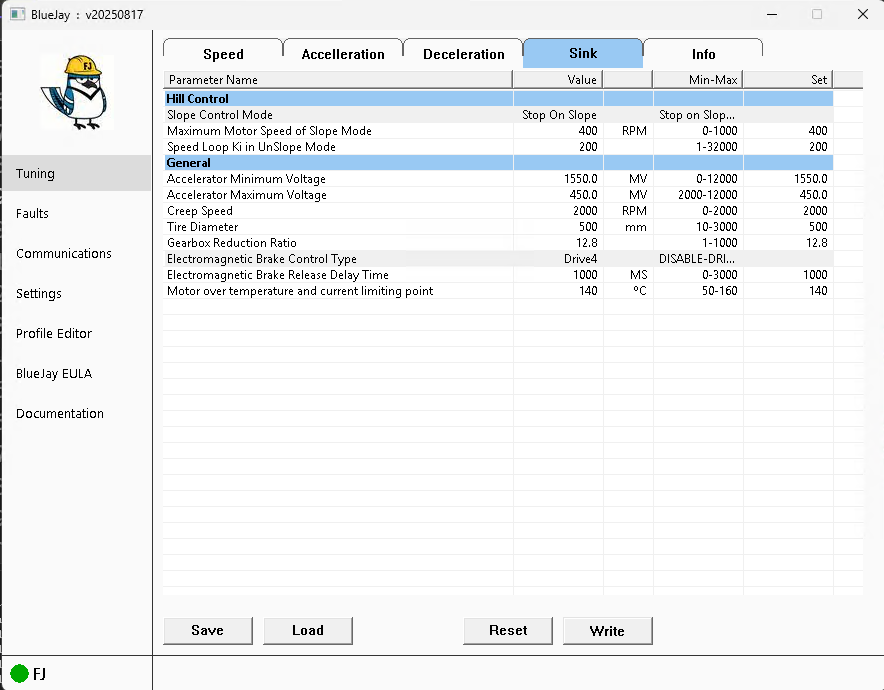 BlueJay : v20250817
FJ
Speed Accelleration Deceleration Sink Info
Parameter Name Value Min-Max Set
Hill Control
Slope Control Mode Stop On Slope Stop on Slop...
Maximum Motor Speed of Slope Mode 400 RPM 0-1000 400
Speed Loop Ki in UnSlope Mode 200 1-32000 200
General
Accelerator Minimum Voltage 1550.0 MV 0-12000 1550.0
Accelerator Maximum Voltage 450.0 MV 2000-12000 450.0
Creep Speed 2000 RPM 0-2000 2000
Tire Diameter 500 mm 10-3000 500
Gearbox Reduction Ratio 12.8 1-1000 12.8
Electromagnetic Brake Control Type Drive4 DISABLE-DRI...
Electromagnetic Brake Release Delay Time 1000 MS 0-3000 1000
Motor over temperature and current limiting point 140 ºC 50-160 140
Tuning
Faults
Communications
Settings
Profile Editor
BlueJay EULA
Documentation
Save Load Reset Write
FJ